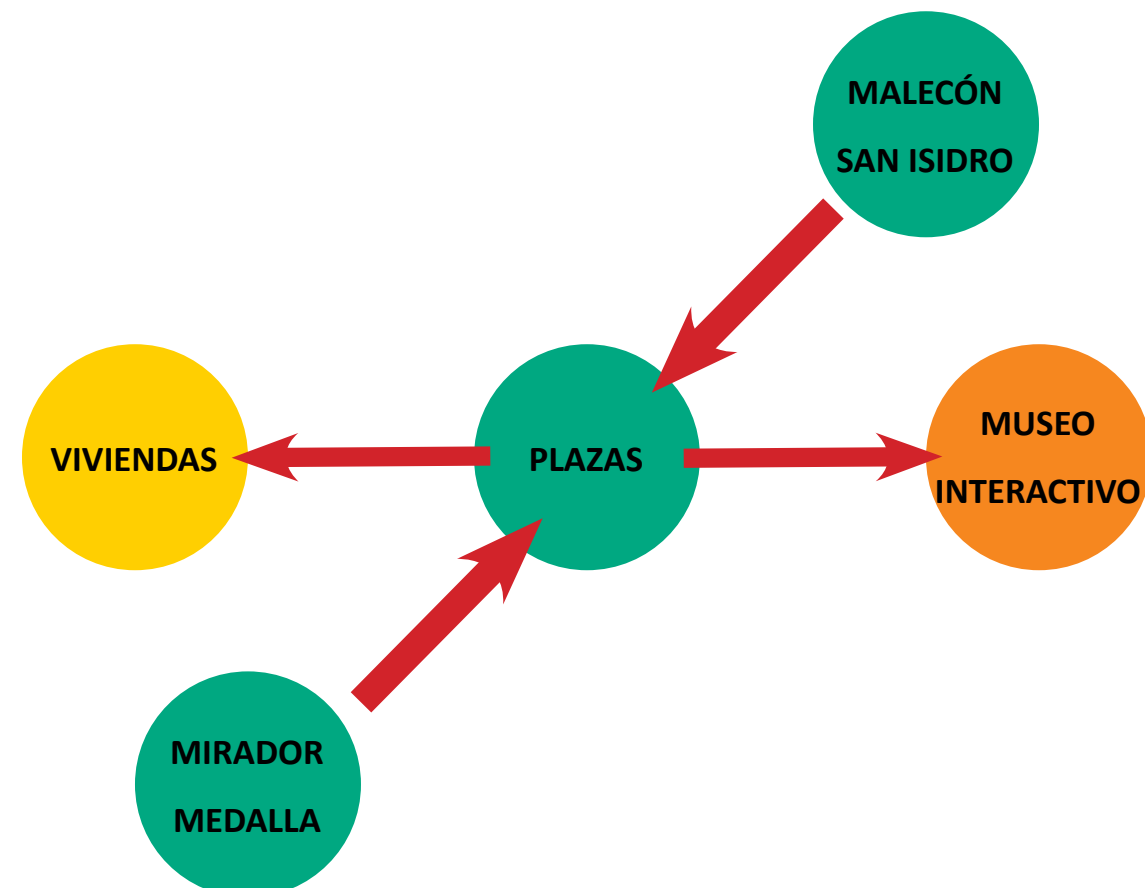 MALECÓN
SAN ISIDRO
VIVIENDAS
PLAZAS
MUSEO
INTERACTIVO
MIRADOR
MEDALLA